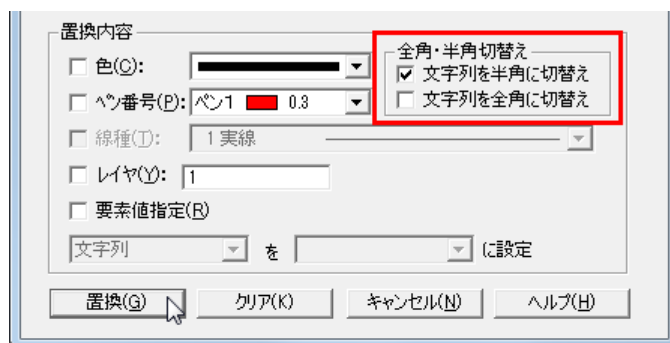 置換内容
全角・半角切替え
色(C):
文字列を半角に切替え
ペン番号(P): ペン1 0.3
文字列を全角に切替え
線種(T): 1 実線
レイヤ(Y): 1
要素値指定(R)
文字列 を に設定
置換(G) クリア(K) キャンセル(N) ヘルプ(H)